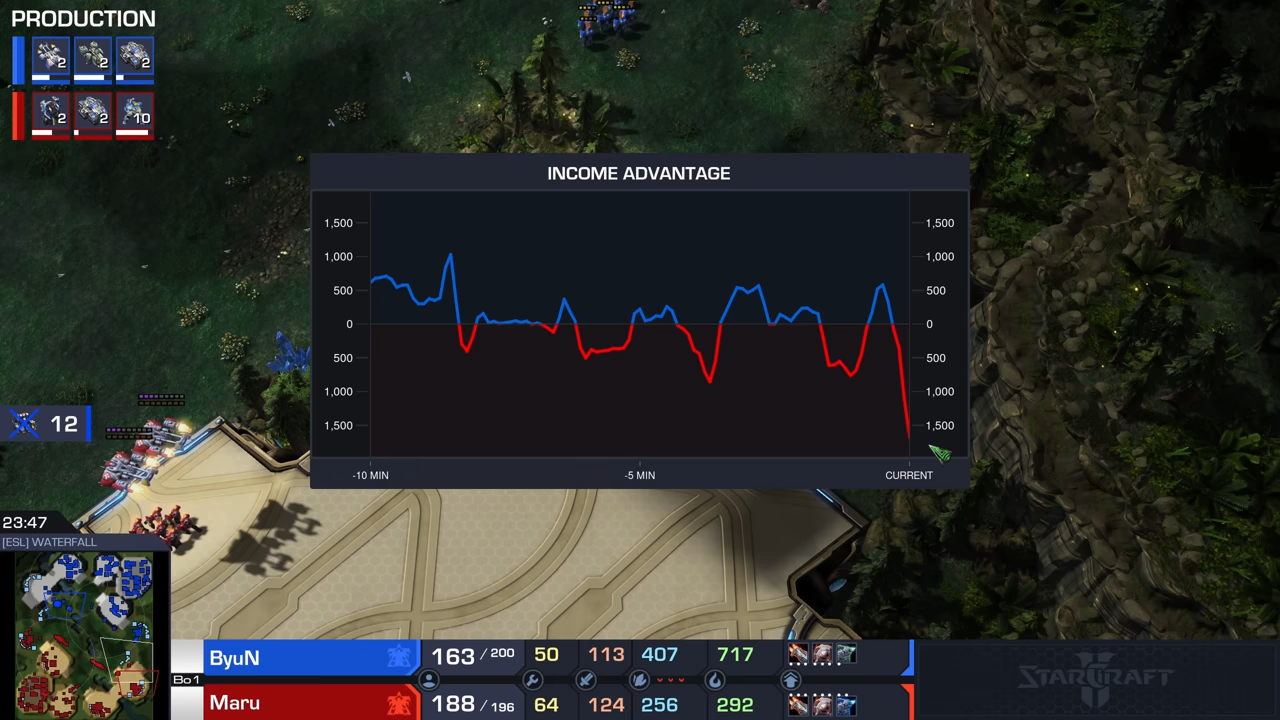 PRODUCTION
2 2 2
2 2 10
INCOME ADVANTAGE
1,500 1,500
1,000 1,000
500 500
0 0
500 500
1,000 1,000
1,500 1,500
-10 MIN -5 MIN CURRENT
12
23:47
[ESL] WATERFALL
ByuN 163 / 200 50 113 407 717
Bo1
Maru 188 / 196 64 124 256 292
STARCRAFT
II